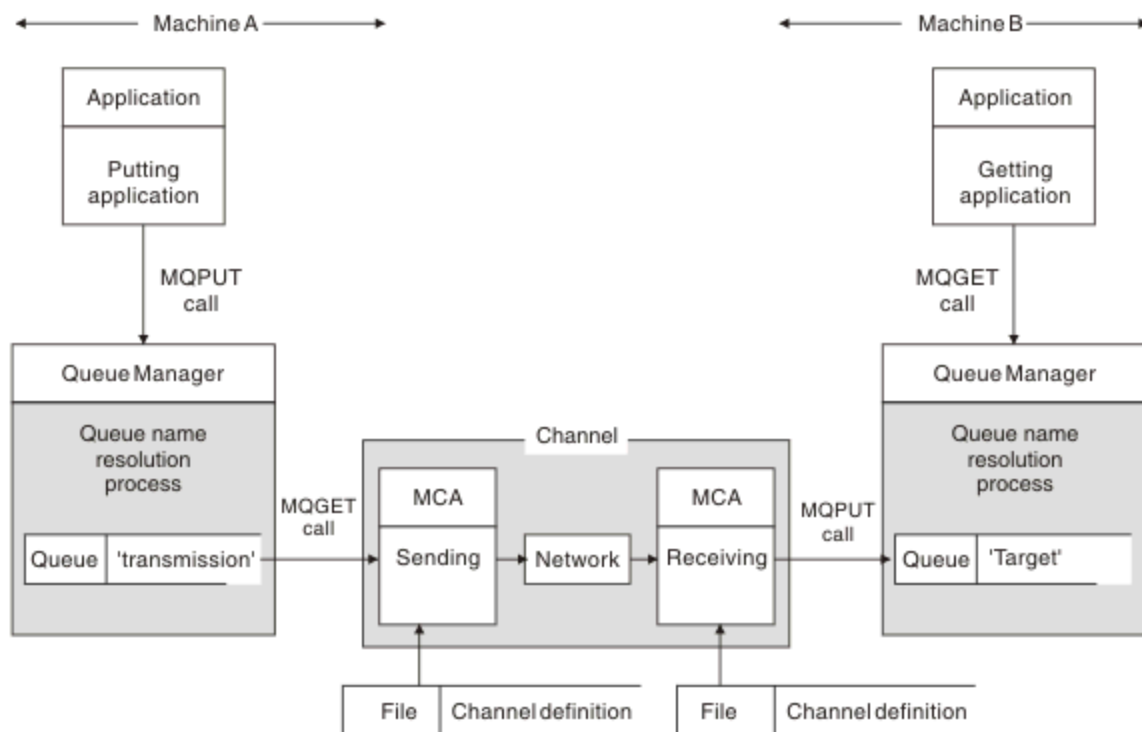 Machine A
Machine B
Application
Putting
application
Application
Getting
application
MQPUT
call
MQGET
call
Queue Manager
Queue name
resolution
process
Queue
'transmission'
MQGET
call
Channel
MCA
Sending
Network
MCA
Receiving
MQPUT
call
Queue Manager
Queue name
resolution
process
Queue
'Target'
File
Channel definition
File
Channel definition